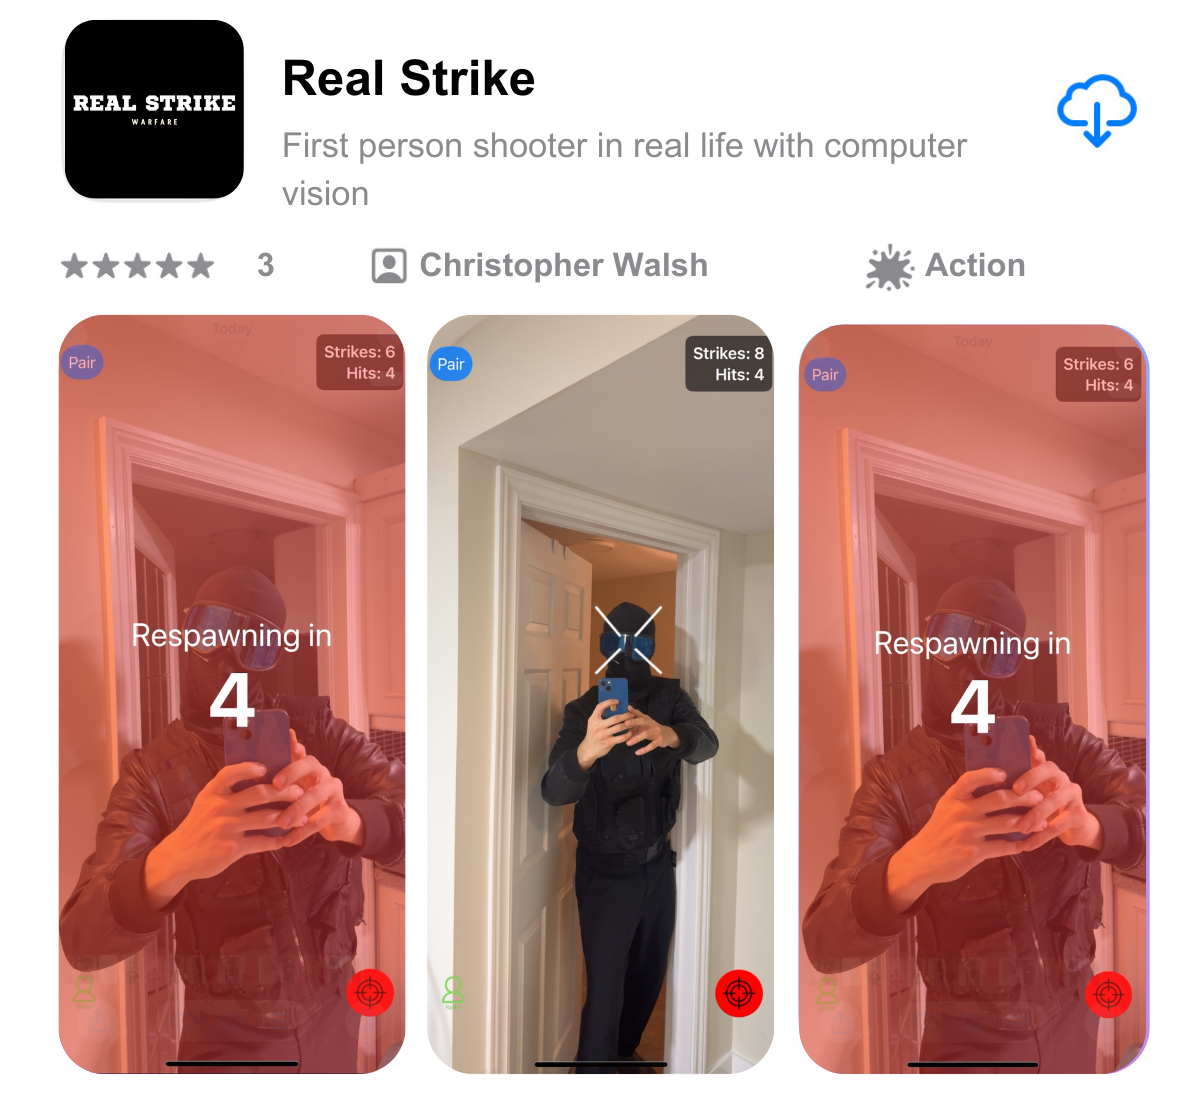 REAL STRIKE
WARFARE
Real Strike
First person shooter in real life with computer
vision
3
Christopher Walsh
Action
Today
Pair
Strikes: 6
Hits: 4
Respawning in
4
Pair
Strikes: 8
Hits: 4
Today
Pair
Strikes: 6
Hits: 4
Respawning in
4